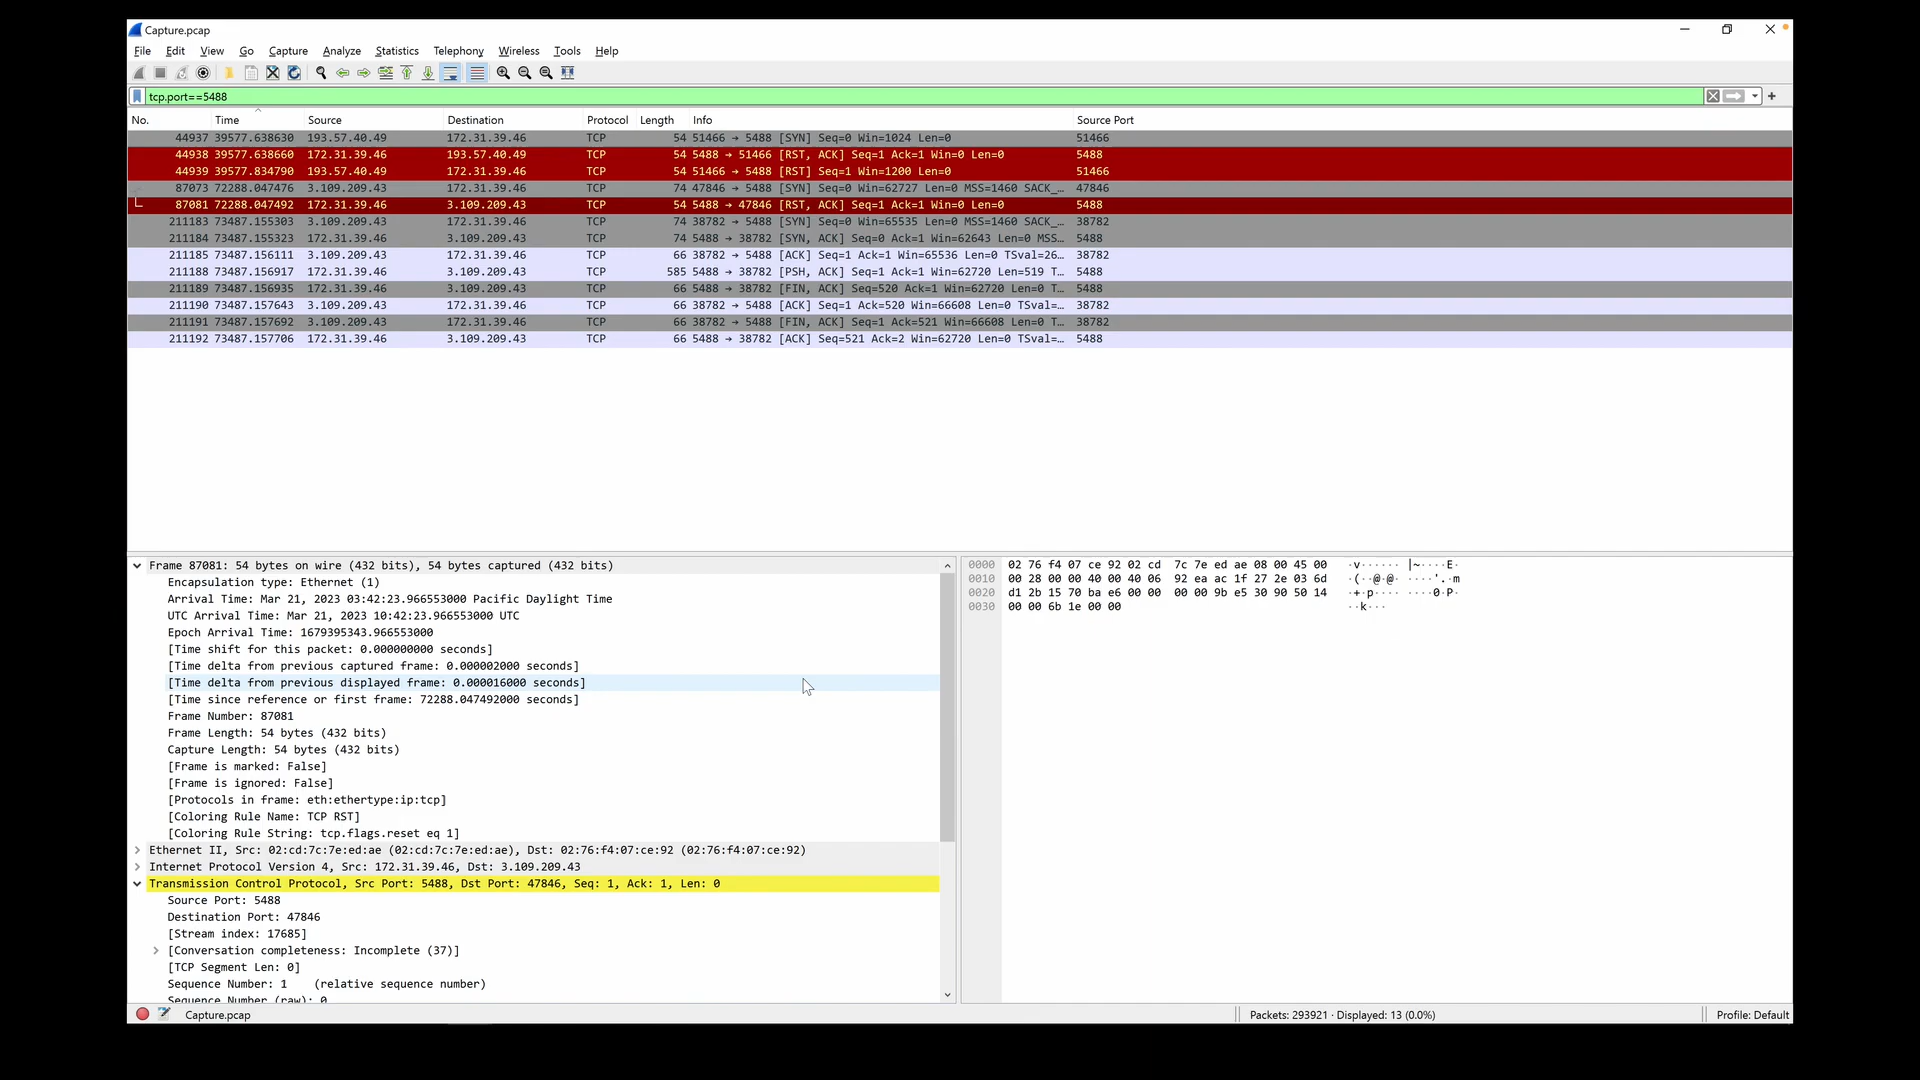 Capture.pcap
File Edit View Go Capture Analyze Statistics Telephony Wireless Tools Help
tcp.port==5488
No. Time Source Destination Protocol Length Info Source Port
44937 39577.638630 193.57.40.49 172.31.39.46 TCP 54 51466 → 5488 [SYN] Seq=0 Win=1024 Len=0 51466
44938 39577.638660 172.31.39.46 193.57.40.49 TCP 54 5488 → 51466 [RST, ACK] Seq=1 Ack=1 Win=0 Len=0 5488
44939 39577.834790 193.57.40.49 172.31.39.46 TCP 54 51466 → 5488 [RST] Seq=1 Win=1200 Len=0 51466
87073 72288.047476 3.109.209.43 172.31.39.46 TCP 74 47846 → 5488 [SYN] Seq=0 Win=62727 Len=0 MSS=1460 SACK_… 47846
87081 72288.047492 172.31.39.46 3.109.209.43 TCP 54 5488 → 47846 [RST, ACK] Seq=1 Ack=1 Win=0 Len=0 5488
211183 73487.155303 3.109.209.43 172.31.39.46 TCP 74 38782 → 5488 [SYN] Seq=0 Win=65535 Len=0 MSS=1460 SACK_… 38782
211184 73487.155323 172.31.39.46 3.109.209.43 TCP 74 5488 → 38782 [SYN, ACK] Seq=0 Ack=1 Win=62643 Len=0 MSS… 5488
211185 73487.156111 3.109.209.43 172.31.39.46 TCP 66 38782 → 5488 [ACK] Seq=1 Ack=1 Win=65536 Len=0 TSval=26… 38782
211188 73487.156917 172.31.39.46 3.109.209.43 TCP 585 5488 → 38782 [PSH, ACK] Seq=1 Ack=1 Win=62720 Len=519 T… 5488
211189 73487.156935 172.31.39.46 3.109.209.43 TCP 66 5488 → 38782 [FIN, ACK] Seq=520 Ack=1 Win=62720 Len=0 T… 5488
211190 73487.157643 3.109.209.43 172.31.39.46 TCP 66 38782 → 5488 [ACK] Seq=1 Ack=520 Win=66608 Len=0 TSval=… 38782
211191 73487.157692 3.109.209.43 172.31.39.46 TCP 66 38782 → 5488 [FIN, ACK] Seq=1 Ack=521 Win=66608 Len=0 T… 38782
211192 73487.157706 172.31.39.46 3.109.209.43 TCP 66 5488 → 38782 [ACK] Seq=521 Ack=2 Win=62720 Len=0 TSval=… 5488
Frame 87081: 54 bytes on wire (432 bits), 54 bytes captured (432 bits)
Encapsulation type: Ethernet (1)
Arrival Time: Mar 21, 2023 03:42:23.966553000 Pacific Daylight Time
UTC Arrival Time: Mar 21, 2023 10:42:23.966553000 UTC
Epoch Arrival Time: 1679395343.966553000
[Time shift for this packet: 0.000000000 seconds]
[Time delta from previous captured frame: 0.000002000 seconds]
[Time delta from previous displayed frame: 0.000016000 seconds]
[Time since reference or first frame: 72288.047492000 seconds]
Frame Number: 87081
Frame Length: 54 bytes (432 bits)
Capture Length: 54 bytes (432 bits)
[Frame is marked: False]
[Frame is ignored: False]
[Protocols in frame: eth:ethertype:ip:tcp]
[Coloring Rule Name: TCP RST]
[Coloring Rule String: tcp.flags.reset eq 1]
Ethernet II, Src: 02:cd:7c:7e:ed:ae (02:cd:7c:7e:ed:ae), Dst: 02:76:f4:07:ce:92 (02:76:f4:07:ce:92)
Internet Protocol Version 4, Src: 172.31.39.46, Dst: 3.109.209.43
Transmission Control Protocol, Src Port: 5488, Dst Port: 47846, Seq: 1, Ack: 1, Len: 0
Source Port: 5488
Destination Port: 47846
[Stream index: 17685]
[Conversation completeness: Incomplete (37)]
[TCP Segment Len: 0]
Sequence Number: 1 (relative sequence number)
Sequence Number (raw): 0
0000 02 76 f4 07 ce 92 02 cd 7c 7e ed ae 08 00 45 00 ·v······ |~····E·
0010 00 28 00 00 40 00 40 06 92 ea ac 1f 27 2e 03 6d ·(··@·@· ····'.·m
0020 d1 2b 15 70 ba e6 00 00 00 00 9b e5 30 90 50 14 ·+·p···· ····0·P·
0030 00 00 6b 1e 00 00 ··k···
Capture.pcap
Packets: 293921 · Displayed: 13 (0.0%)
Profile: Default